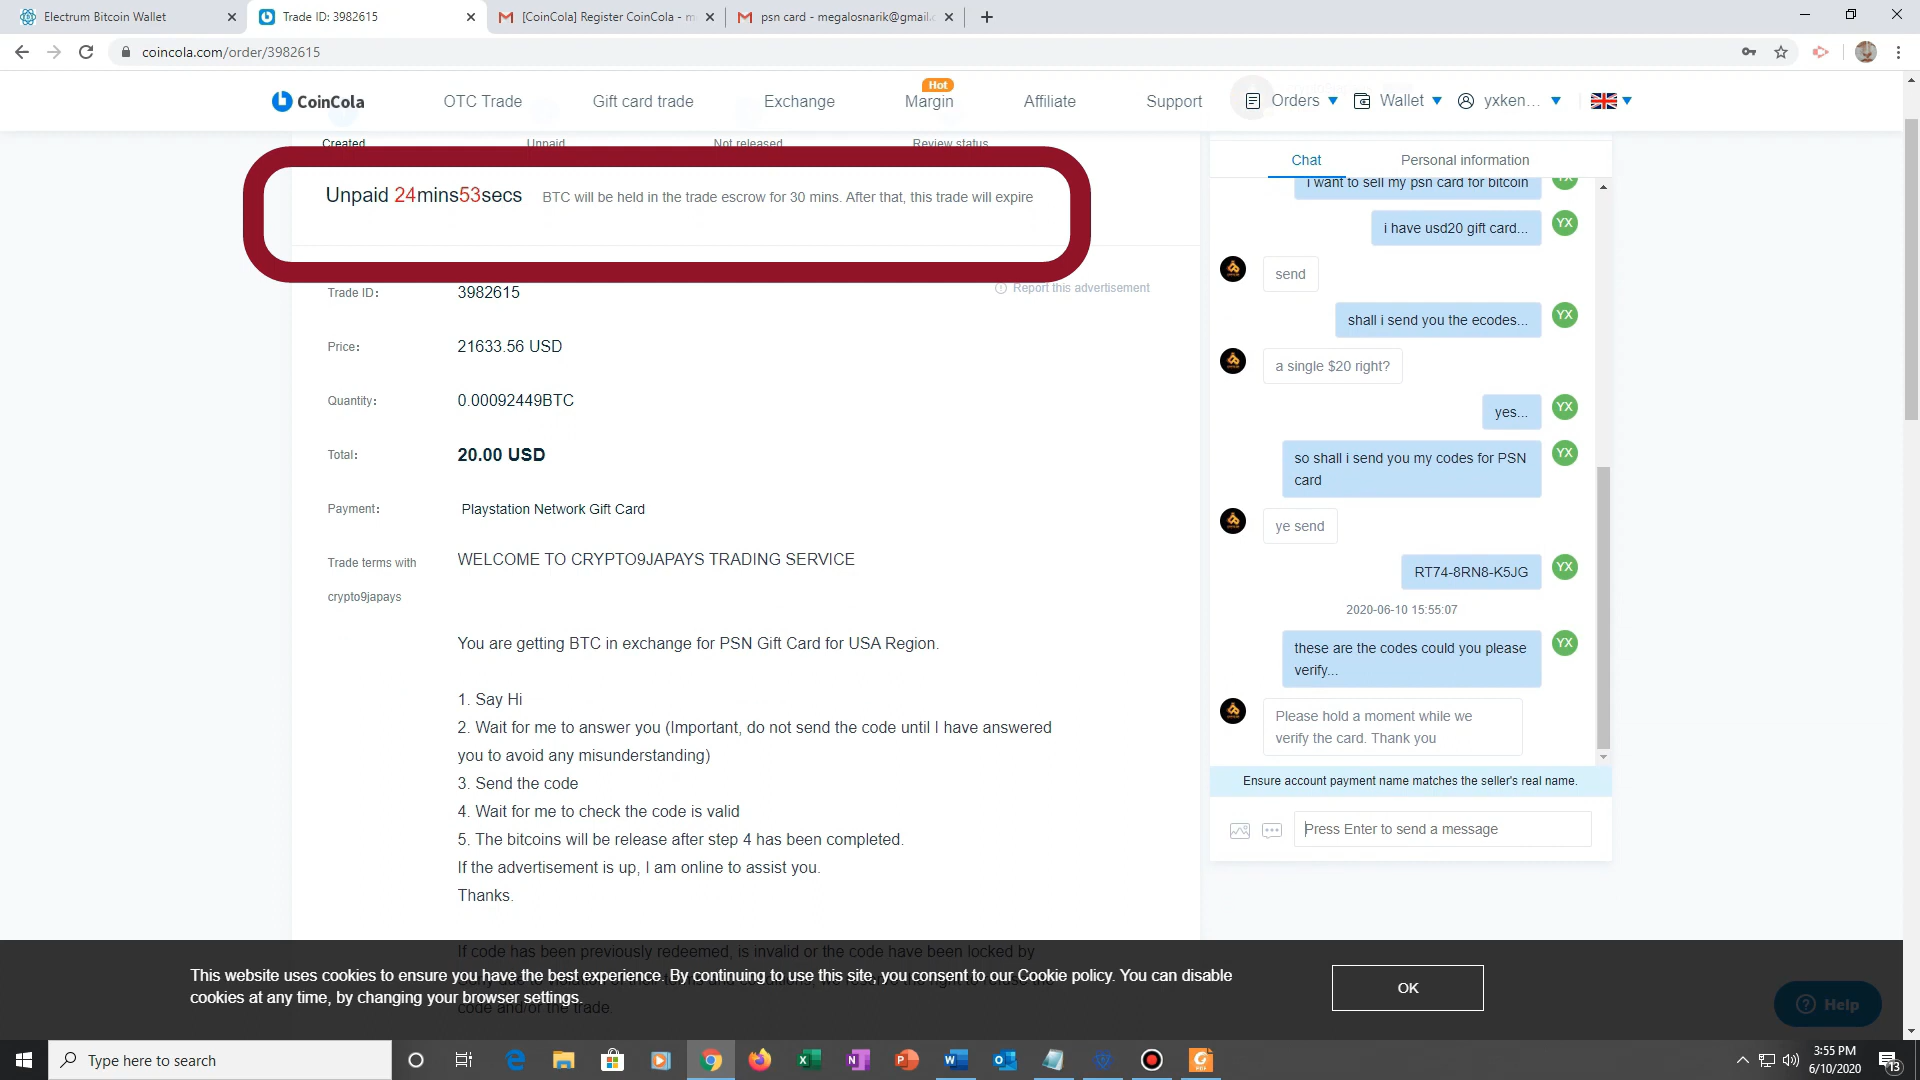 Electrum Bitcoin Wallet
Trade ID: 3982615
[CoinCola] Register CoinCola - m
psn card - megalosnarik@gmail.
coincola.com/order/3982615
CoinCola
OTC Trade
Gift card trade
Exchange
Hot
Margin
Affiliate
Support
Orders
Wallet
yxken...
Created
Unpaid
Not released
Review status
Unpaid 24mins53secs
BTC will be held in the trade escrow for 30 mins. After that, this trade will expire
Trade ID:
3982615
Report this advertisement
Price:
21633.56 USD
Quantity:
0.00092449BTC
Total:
20.00 USD
Payment:
Playstation Network Gift Card
Trade terms with
crypto9japays
WELCOME TO CRYPTO9JAPAYS TRADING SERVICE
You are getting BTC in exchange for PSN Gift Card for USA Region.
1. Say Hi
2. Wait for me to answer you (Important, do not send the code until I have answered
you to avoid any misunderstanding)
3. Send the code
4. Wait for me to check the code is valid
5. The bitcoins will be release after step 4 has been completed.
If the advertisement is up, I am online to assist you.
Thanks.
If code has been previously redeemed, is invalid or the code have been locked by
code and/or the trade.
Chat
Personal information
i want to sell my psn card for bitcoin
YX
i have usd20 gift card...
YX
send
shall i send you the ecodes...
YX
a single $20 right?
yes...
YX
so shall i send you my codes for PSN
card
YX
ye send
RT74-8RN8-K5JG
YX
2020-06-10 15:55:07
these are the codes could you please
verify...
YX
Please hold a moment while we
verify the card. Thank you
Ensure account payment name matches the seller's real name.
Press Enter to send a message
This website uses cookies to ensure you have the best experience. By continuing to use this site, you consent to our Cookie policy. You can disable
cookies at any time, by changing your browser settings.
OK
Help
Type here to search
3:55 PM
6/10/2020
13